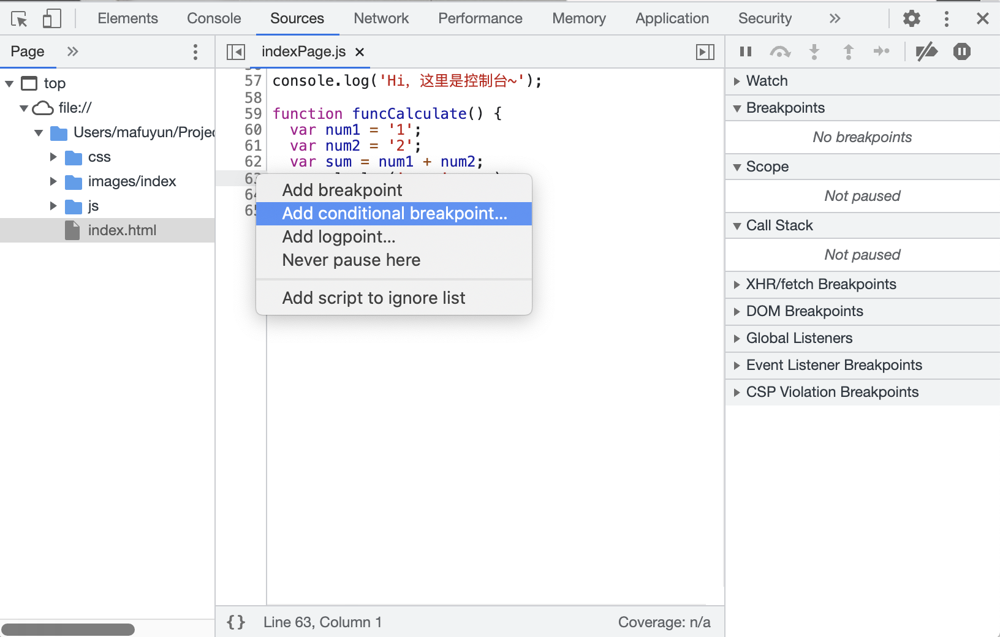 Elements Console Sources Network Performance Memory Application Security
Page
indexPage.js
top
file://
Users/mafuyun/Projec
css
images/index
js
index.html
57 console.log('Hi, 这里是控制台~');
58
59 function funcCalculate() {
60 var num1 = '1';
61 var num2 = '2';
62 var sum = num1 + num2;
63
64
65
Add breakpoint
Add conditional breakpoint...
Add logpoint...
Never pause here
Add script to ignore list
{} Line 63, Column 1
Coverage: n/a
Watch
Breakpoints
No breakpoints
Scope
Not paused
Call Stack
Not paused
XHR/fetch Breakpoints
DOM Breakpoints
Global Listeners
Event Listener Breakpoints
CSP Violation Breakpoints